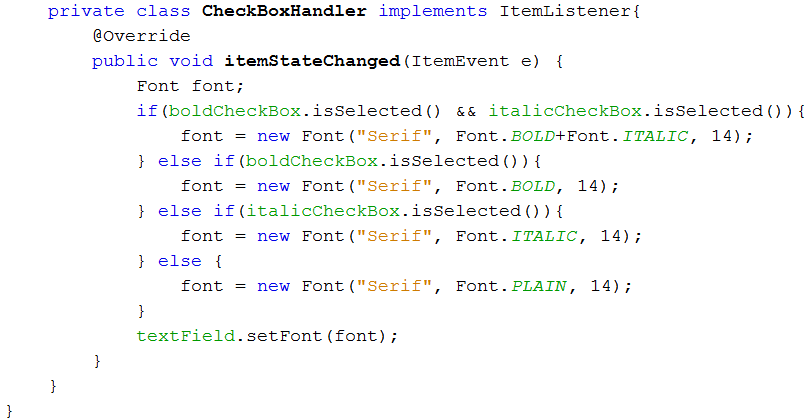 private class CheckBoxHandler implements ItemListener{
@Override
public void itemStateChanged(ItemEvent e) {
Font font;
if(boldCheckBox.isSelected() && italicCheckBox.isSelected()){
font = new Font("Serif", Font.BOLD+Font.ITALIC, 14);
} else if(boldCheckBox.isSelected()){
font = new Font("Serif", Font.BOLD, 14);
} else if(italicCheckBox.isSelected()){
font = new Font("Serif", Font.ITALIC, 14);
} else {
font = new Font("Serif", Font.PLAIN, 14);
}
textField.setFont(font);
}
}
}